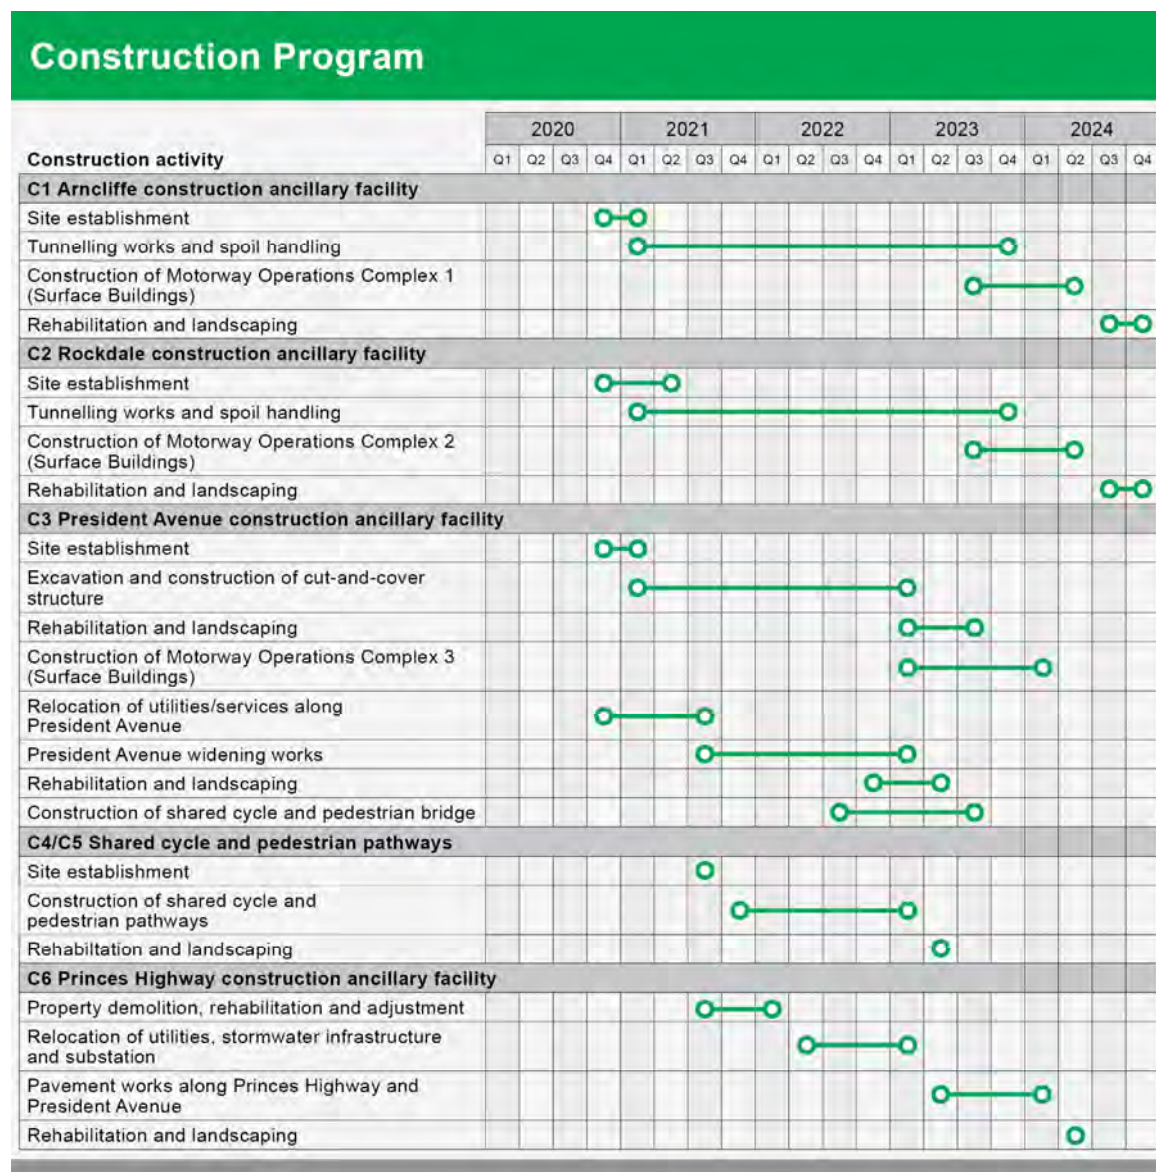 Construction Program
2020 2021 2022 2023 2024
Construction activity Q1 Q2 Q3 Q4 Q1 Q2 Q3 Q4 Q1 Q2 Q3 Q4 Q1 Q2 Q3 Q4 Q1 Q2 Q3 Q4
C1 Arncliffe construction ancillary facility
Site establishment
Tunnelling works and spoil handling
Construction of Motorway Operations Complex 1
(Surface Buildings)
Rehabilitation and landscaping
C2 Rockdale construction ancillary facility
Site establishment
Tunnelling works and spoil handling
Construction of Motorway Operations Complex 2
(Surface Buildings)
Rehabilitation and landscaping
C3 President Avenue construction ancillary facility
Site establishment
Excavation and construction of cut-and-cover
structure
Rehabilitation and landscaping
Construction of Motorway Operations Complex 3
(Surface Buildings)
Relocation of utilities/services along
President Avenue
President Avenue widening works
Rehabilitation and landscaping
Construction of shared cycle and pedestrian bridge
C4/C5 Shared cycle and pedestrian pathways
Site establishment
Construction of shared cycle and
pedestrian pathways
Rehabiltation and landscaping
C6 Princes Highway construction ancillary facility
Property demolition, rehabilitation and adjustment
Relocation of utilities, stormwater infrastructure
and substation
Pavement works along Princes Highway and
President Avenue
Rehabilitation and landscaping